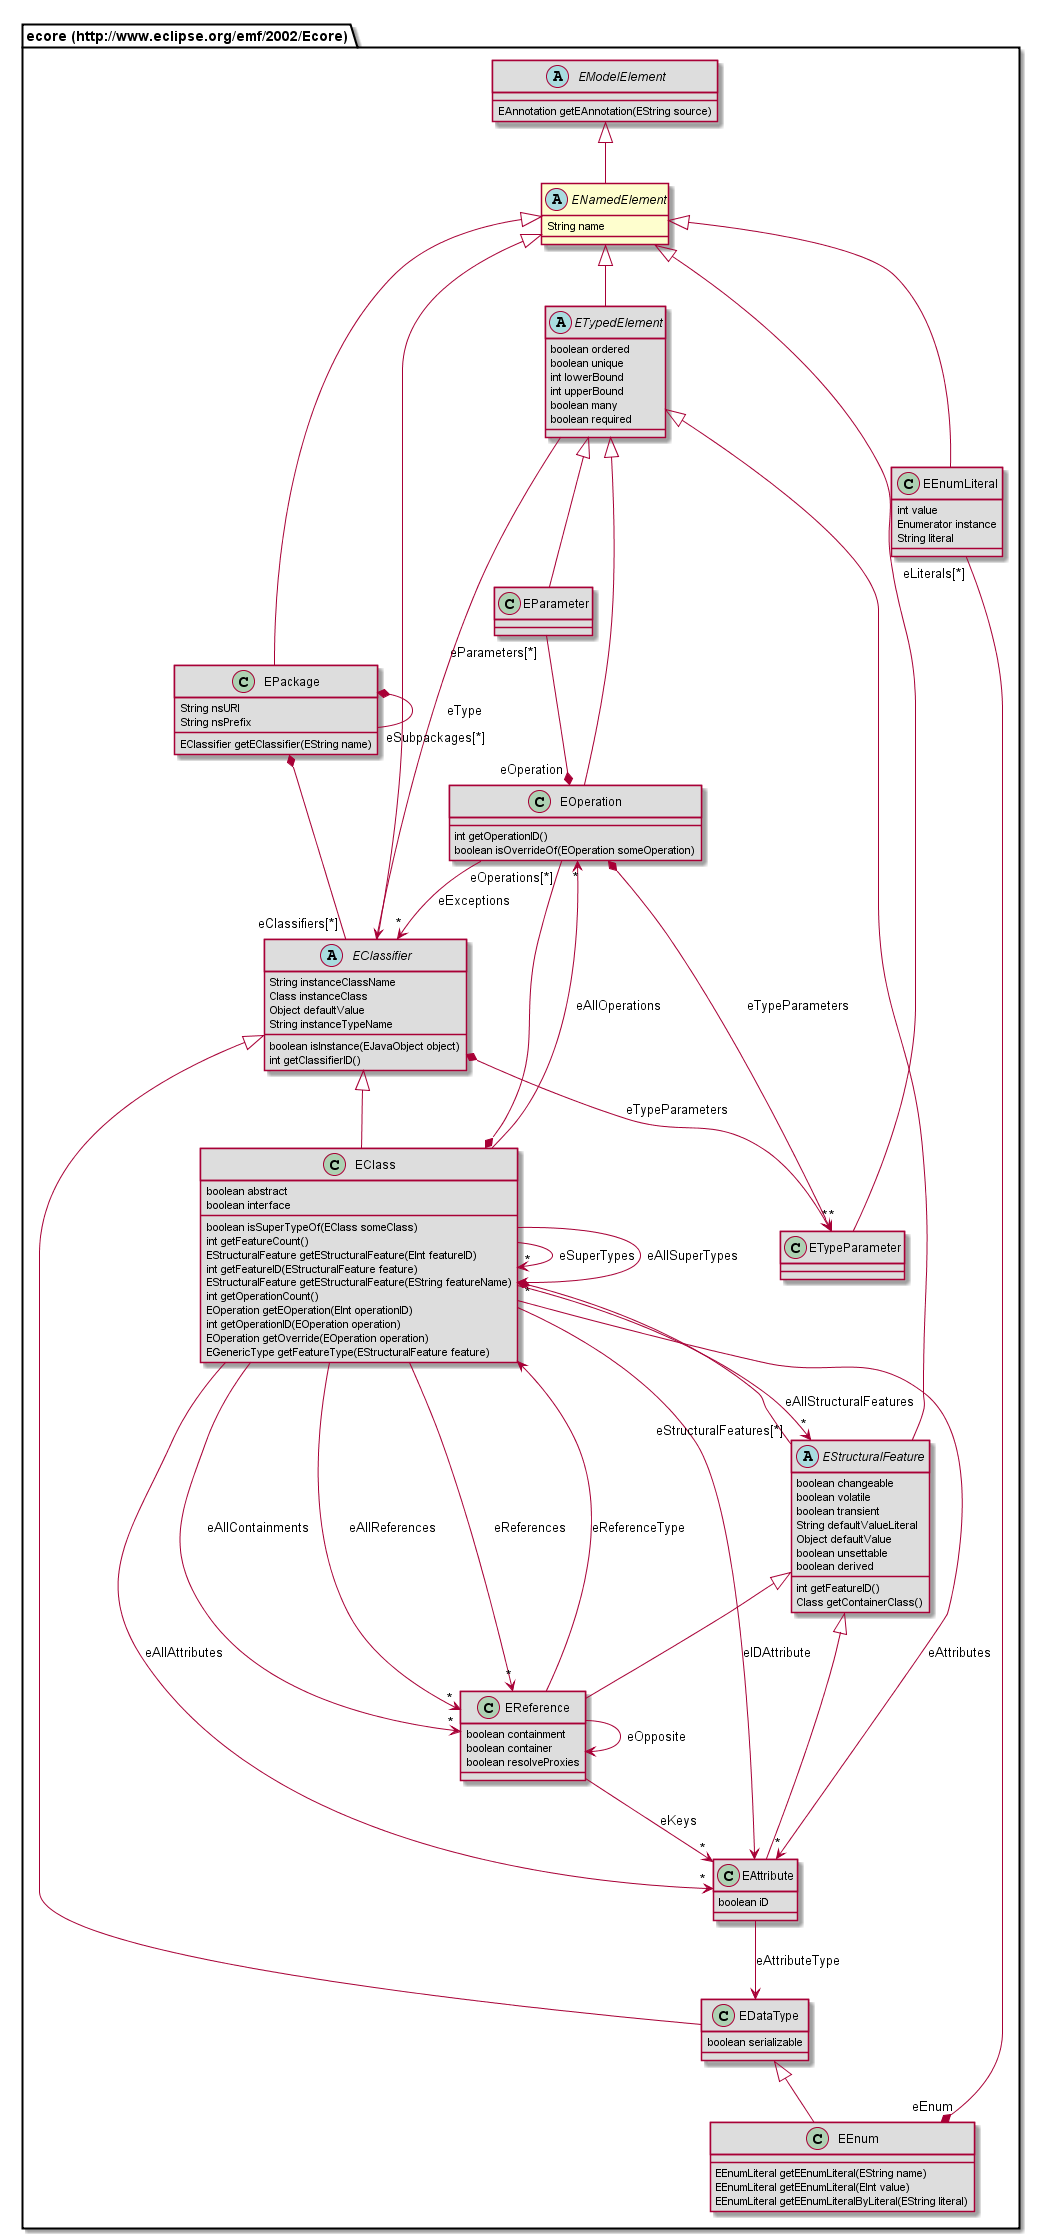 ecore (http://www.eclipse.org/emf/2002/Ecore)
A EModelElement
EAnnotation getEAnnotation(EString source)
A ENamedElement
String name
A ETypedElement
boolean ordered
boolean unique
int lowerBound
int upperBound
boolean many
boolean required
C EEnumLiteral
int value
Enumerator instance
String literal
eLiterals[*]
C EParameter
eParameters[*]
C EPackage
String nsURI
String nsPrefix
EClassifier getEClassifier(EString name)
eType
eSubpackages[*]
eOperation
C EOperation
int getOperationID()
boolean isOverrideOf(EOperation someOperation)
eOperations[*]
*
eExceptions
*
eClassifiers[*]
A EClassifier
String instanceClassName
Class instanceClass
Object defaultValue
String instanceTypeName
boolean isInstance(EJavaObject object)
int getClassifierID()
eAllOperations
eTypeParameters
eTypeParameters
C EClass
boolean abstract
boolean interface
boolean isSuperTypeOf(EClass someClass)
int getFeatureCount()
EStructuralFeature getEStructuralFeature(EInt featureID)
int getFeatureID(EStructuralFeature feature)
EStructuralFeature getEStructuralFeature(EString featureName)
int getOperationCount()
EOperation getEOperation(EInt operationID)
int getOperationID(EOperation operation)
EOperation getOverride(EOperation operation)
EGenericType getFeatureType(EStructuralFeature feature)
**
C ETypeParameter
*
eSuperTypes
eAllSuperTypes
*
eAllStructuralFeatures
*
eStructuralFeatures[*]
A EStructuralFeature
boolean changeable
boolean volatile
boolean transient
String defaultValueLiteral
Object defaultValue
boolean unsettable
boolean derived
int getFeatureID()
Class getContainerClass()
eAllContainments
eAllReferences
eReferences
eReferenceType
eAllAttributes
eIDAttribute
eAttributes
*
*
*
C EReference
boolean containment
boolean container
boolean resolveProxies
eOpposite
eKeys
*
*
*
C EAttribute
boolean iD
eAttributeType
C EDataType
boolean serializable
eEnum
C EEnum
EEnumLiteral getEEnumLiteral(EString name)
EEnumLiteral getEEnumLiteral(EInt value)
EEnumLiteral getEEnumLiteralByLiteral(EString literal)